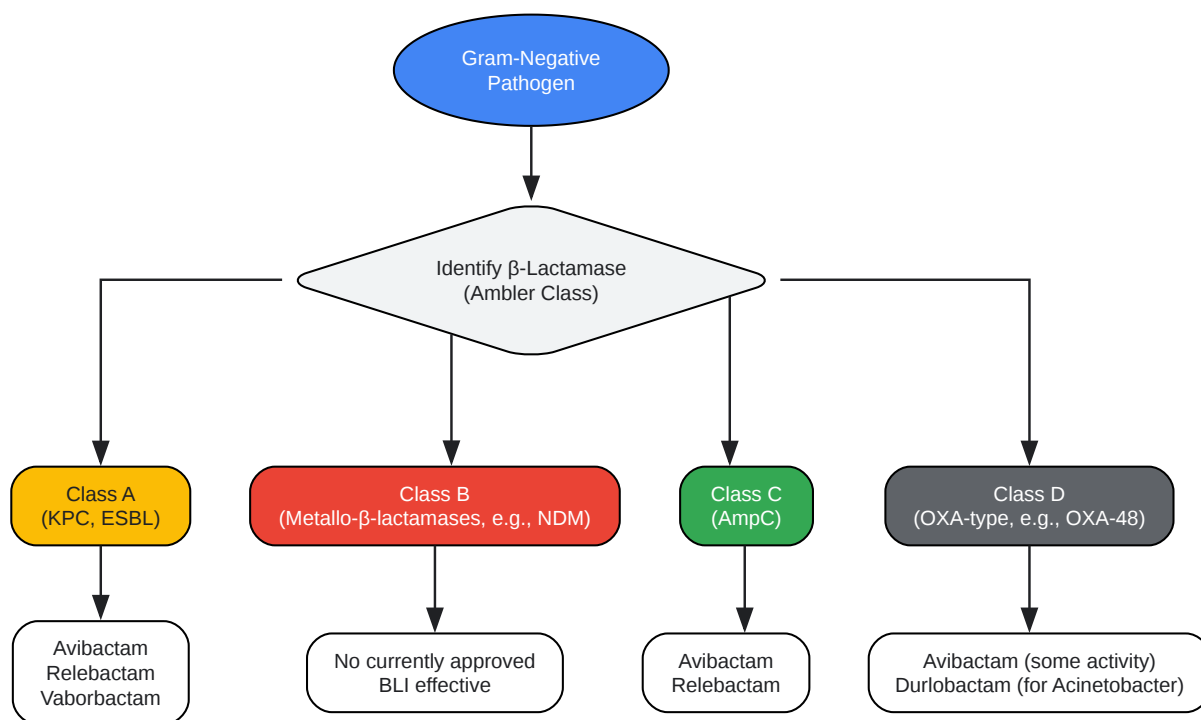 Gram-Negative
Pathogen
Identify β-Lactamase
(Ambler Class)
Class A
(KPC, ESBL)
Class B
(Metallo-β-lactamases, e.g., NDM)
Class C
(AmpC)
Class D
(OXA-type, e.g., OXA-48)
Avibactam
Relebactam
Vaborbactam
No currently approved
BLI effective
Avibactam
Relebactam
Avibactam (some activity)
Durlobactam (for Acinetobacter)